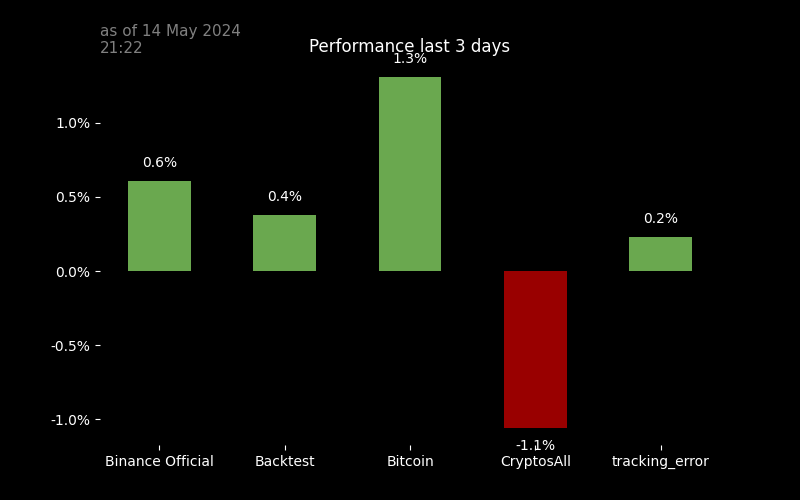 as of 14 May 2024
21:22
Performance last 3 days
1.3%
1.0%
0.6%
0.5%
0.4%
0.2%
0.0%
-0.5%
-1.0%
-1.1%
Binance Official
Backtest
Bitcoin
CryptosAll
tracking_error